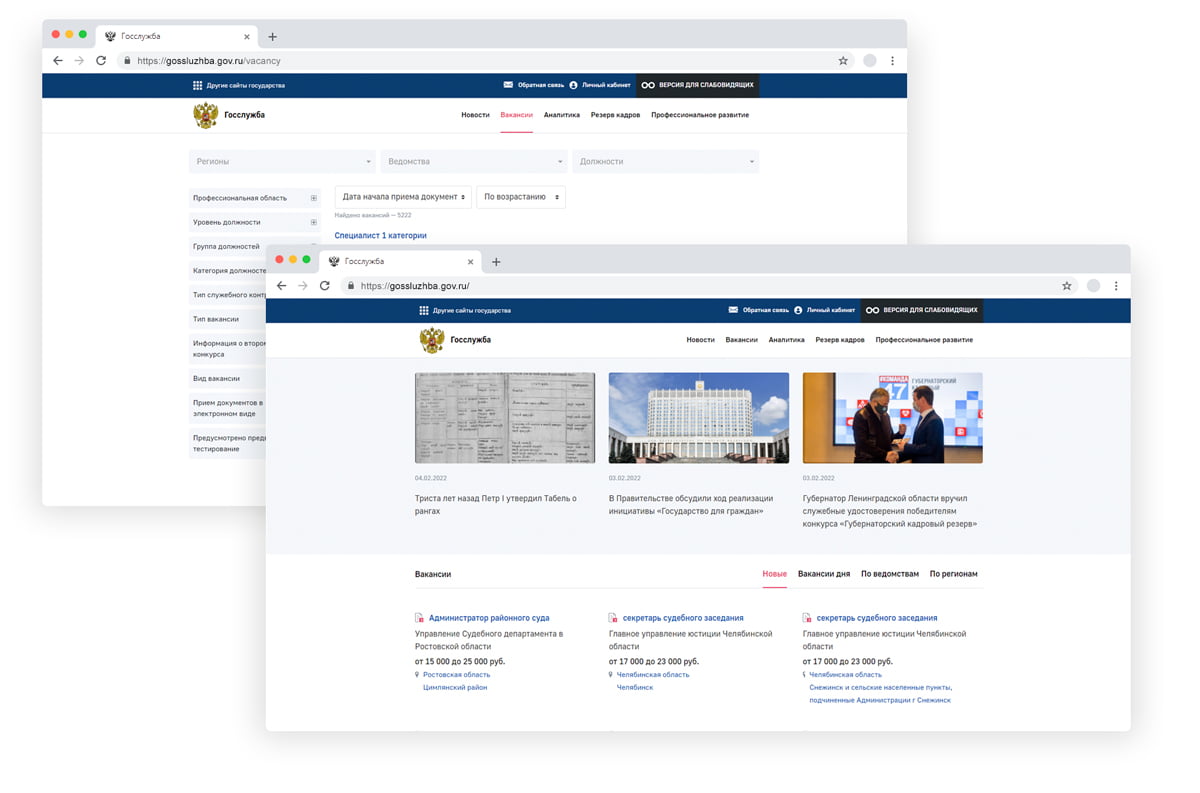 Госслужба
https://gossluzhba.gov.ru/vacancy
Другие сайты государства
Обратная связь
Личный кабинет
ВЕРСИЯ ДЛЯ СЛАБОВИДЯЩИХ
Госслужба
Новости Вакансии Аналитика Резерв кадров Профессиональное развитие
Регионы
Ведомства
Должности
Профессиональная область
Уровень должности
Группа должностей
Категория должносте
Тип служебного конт
Тип вакансии
Информация о втором
конкурса
Вид вакансии
Прием документов в
электронном виде
Предусмотрено предв
тестирование
Дата начала приема документ
По возрастанию
Найдено вакансий — 5222
Специалист 1 категории
Госслужба
https://gossluzhba.gov.ru/
Другие сайты государства
Обратная связь
Личный кабинет
ВЕРСИЯ ДЛЯ СЛАБОВИДЯЩИХ
Госслужба
Новости Вакансии Аналитика Резерв кадров Профессиональное развитие
КОМАНДА
47
ГУБЕРНАТОРСКИЙ
04.02.2022
Триста лет назад Петр I утвердил Табель о
рангах
03.02.2022
В Правительстве обсудили ход реализации
инициативы «Государство для граждан»
03.02.2022
Губернатор Ленинградской области вручил
служебные удостоверения победителям
конкурса «Губернаторский кадровый резерв»
Вакансии
Новые Вакансии дня По ведомствам По регионам
Администратор районного суда
Управление Судебного департамента в
Ростовской области
от 15 000 до 25 000 руб.
Ростовская область
Цимлянский район
секретарь судебного заседания
Главное управление юстиции Челябинской
области
от 17 000 до 23 000 руб.
Челябинская область
Челябинск
секретарь судебного заседания
Главное управление юстиции Челябинской
области
от 17 000 до 23 000 руб.
Челябинская область
Снежинск и сельские населенные пункты,
подчиненные Администрации г Снежинск